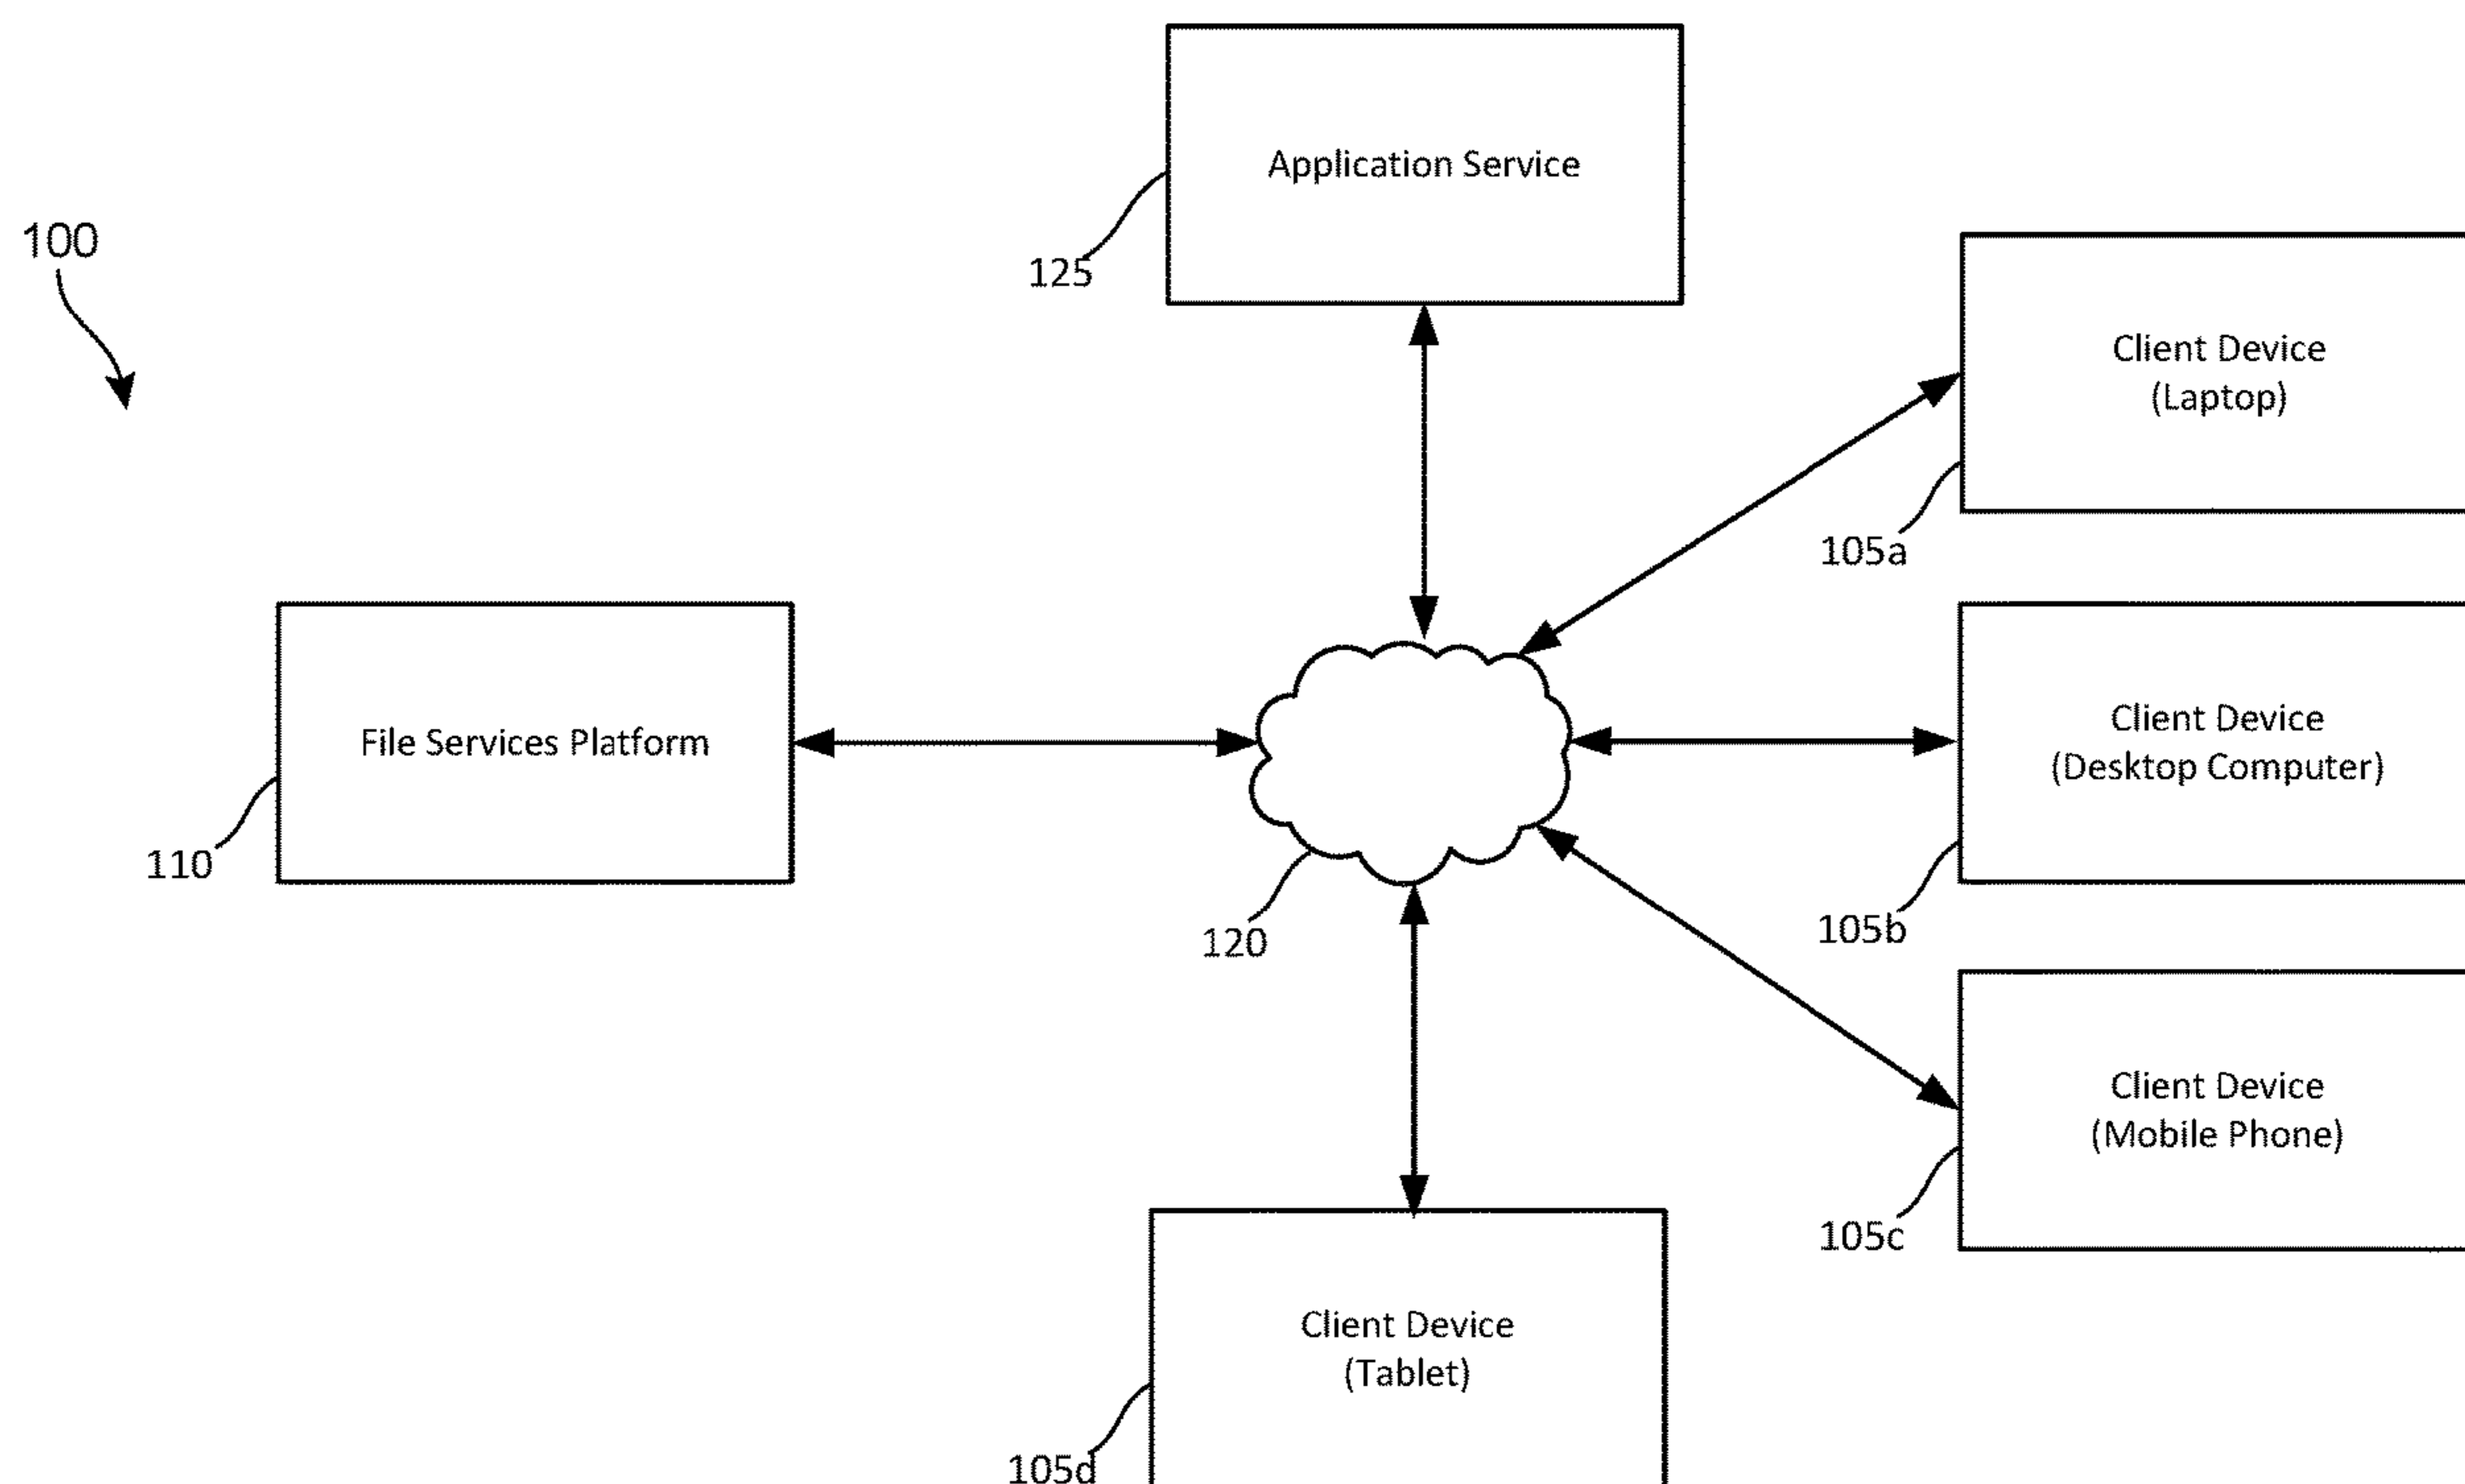 Application Service
125
100
Client Device
(Laptop)
105a
File Services Platform
110
120
Client Device
(Desktop Computer)
105b
Client Device
(Mobile Phone)
105c
Client Device
(Tablet)
105d